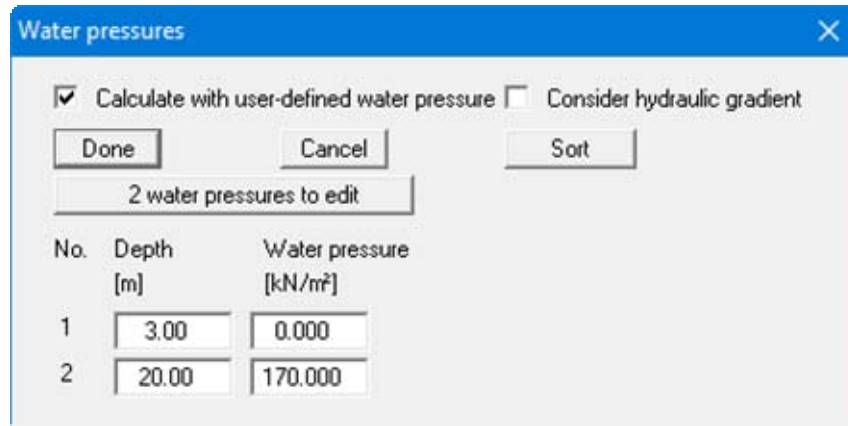 Water pressures
Calculate with user-defined water pressure Consider hydraulic gradient
Done Cancel Sort
2 water pressures to edit
No. Depth Water pressure
[m] [kN/m²]
1 3.00 0.000
2 20.00 170.000